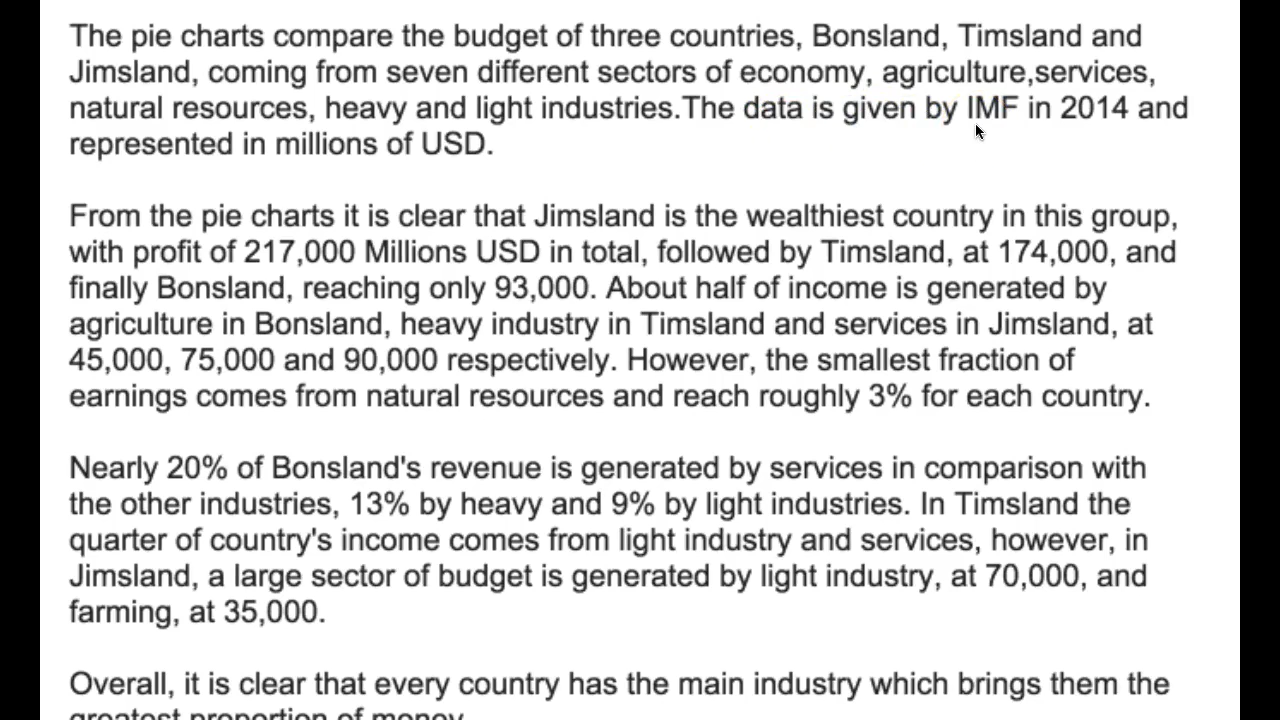 The pie charts compare the budget of three countries, Bonsland, Timsland and
Jimsland, coming from seven different sectors of economy, agriculture,services,
natural resources, heavy and light industries.The data is given by IMF in 2014 and
represented in millions of USD.
From the pie charts it is clear that Jimsland is the wealthiest country in this group,
with profit of 217,000 Millions USD in total, followed by Timsland, at 174,000, and
finally Bonsland, reaching only 93,000. About half of income is generated by
agriculture in Bonsland, heavy industry in Timsland and services in Jimsland, at
45,000, 75,000 and 90,000 respectively. However, the smallest fraction of
earnings comes from natural resources and reach roughly 3% for each country.
Nearly 20% of Bonsland's revenue is generated by services in comparison with
the other industries, 13% by heavy and 9% by light industries. In Timsland the
quarter of country's income comes from light industry and services, however, in
Jimsland, a large sector of budget is generated by light industry, at 70,000, and
farming, at 35,000.
Overall, it is clear that every country has the main industry which brings them the
greatest proportion of money.